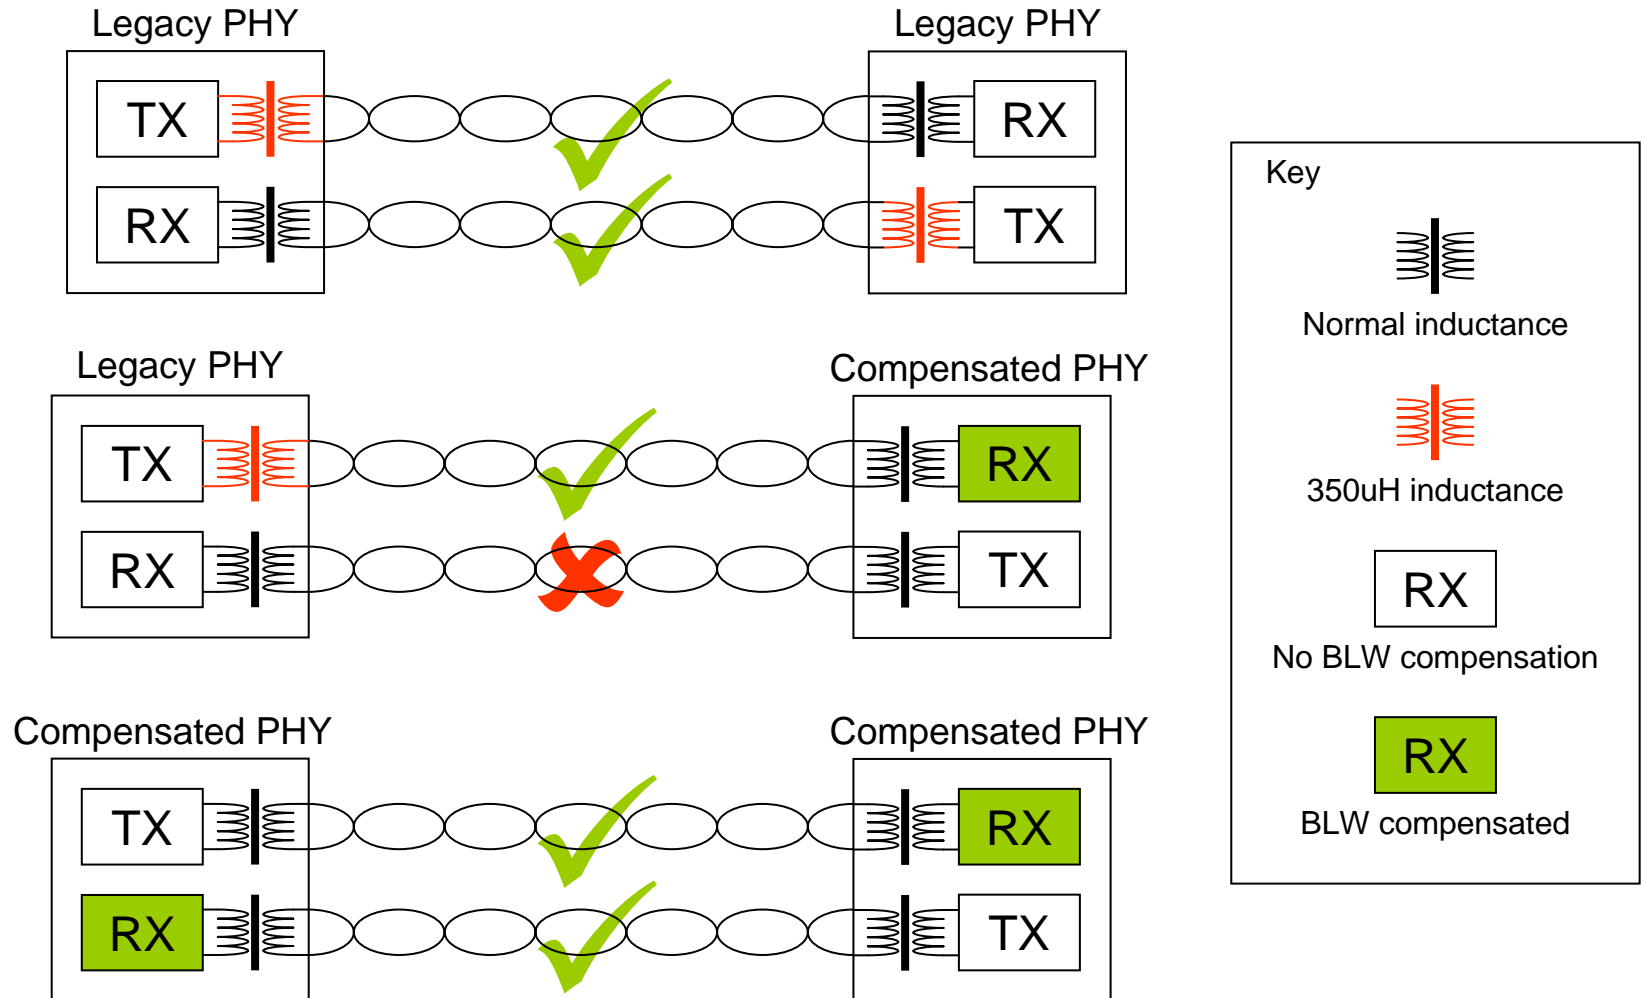 Legacy PHY
Legacy PHY
TX
RX
RX
TX
Legacy PHY
Compensated PHY
TX
RX
RX
TX
Compensated PHY
Compensated PHY
TX
RX
RX
TX
Key
Normal inductance
350uH inductance
RX
No BLW compensation
RX
BLW compensated